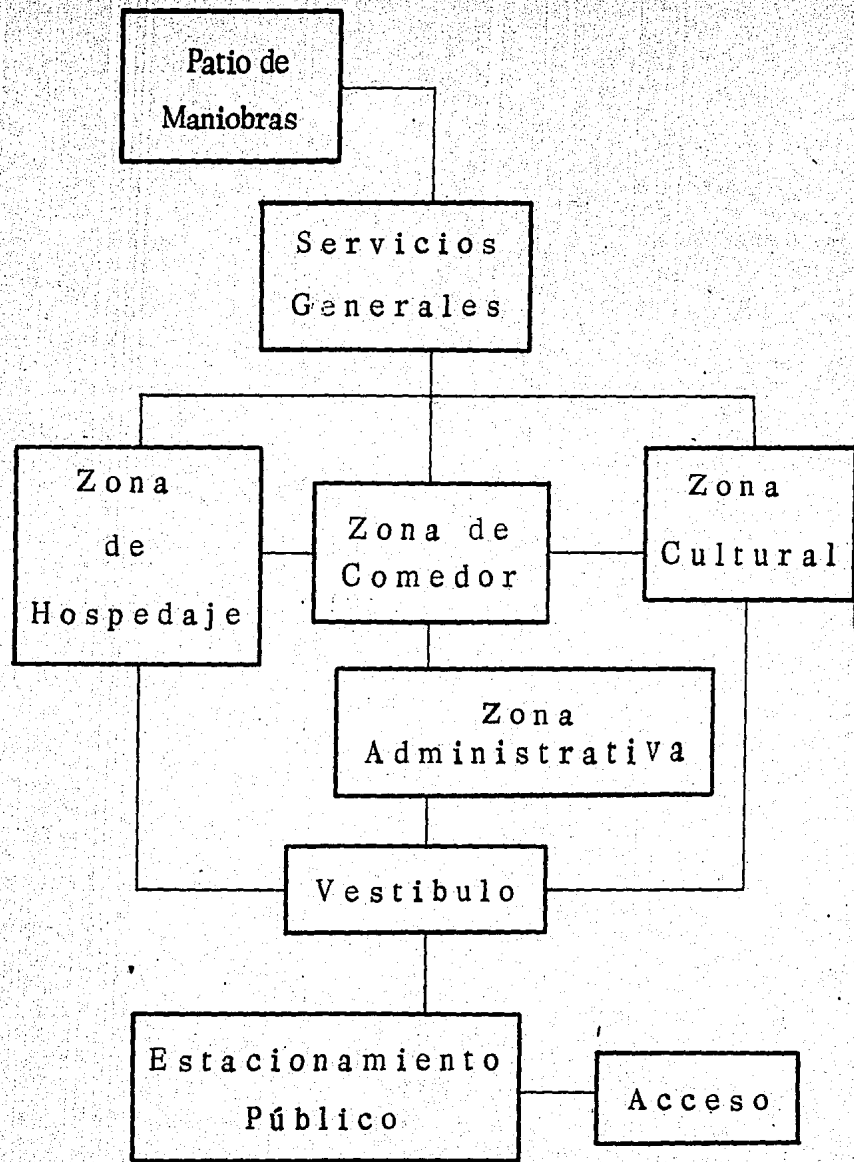 Patio de
Maniobras
Servicios
Generales
Zona
de
Hospedaje
Zona de
Comedor
Zona
Cultural
Zona
Administrativa
Vestibulo
Estacionamiento
Público
Acceso